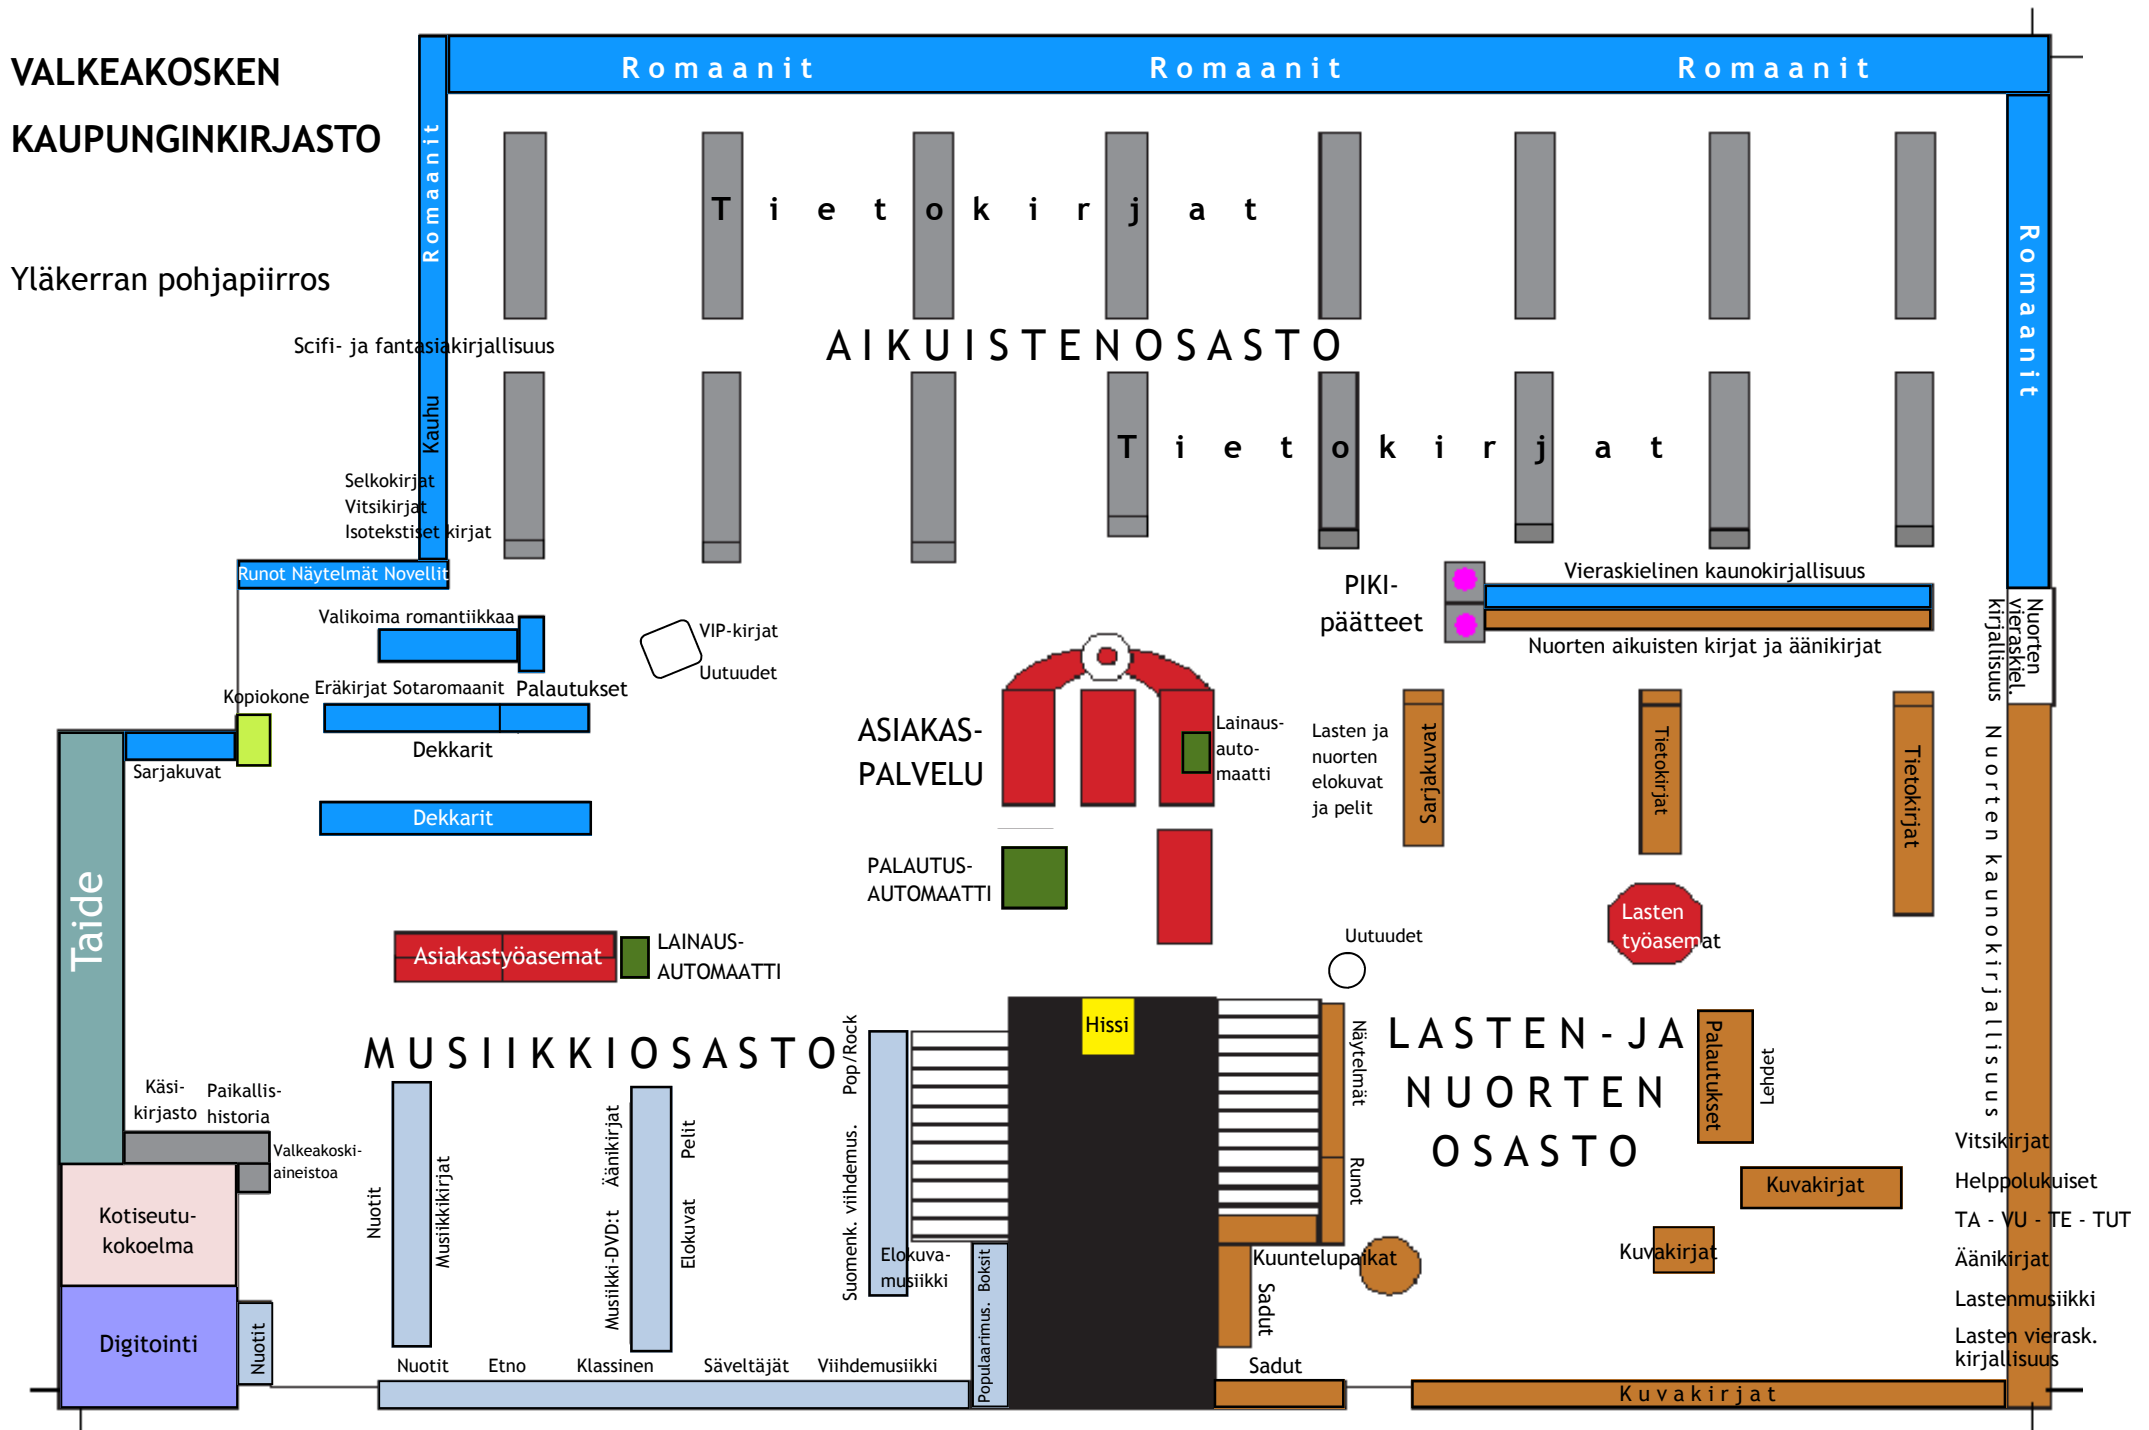 VALKEAKOSKEN
KAUPUNGINKIRJASTO
Yläkerran pohjapiirros
Romaanit
Romaanit
Romaanit
Romaanit
Romaanit
Tietokirjat
AIKUISTENOSASTO
Scifi- ja fantasiakirjallisuus
Kauhu
Tietokirjat
Selkokirjat
Vitsikirjat
Isotekstiset kirjat
Runot Näytelmät Novellit
Valikoima romantiikkaa
VIP-kirjat
Uutuudet
Kopiokone
Eräkirjat Sotaromaanit
Palautukset
Dekkarit
Sarjakuvat
Dekkarit
PIKI-
päätteet
Vieraskielinen kaunokirjallisuus
Nuorten aikuisten kirjat ja äänikirjat
Nuorten
vieraskiel.
kirjallisuus
ASIAKAS-
PALVELU
Lainaus-
auto-
maatti
Lasten ja
nuorten
elokuvat
ja pelit
Sarjakuvat
Tietokirjat
Tietokirjat
Nuorten kaunokirjallisuus
PALAUTUS-
AUTOMAATTI
Taide
Asiakastyöasemat
LAINAUS-
AUTOMAATTI
Lasten
työasemat
Uutuudet
Hissi
MUSIIKKIOSASTO
LASTEN-JA
NUORTEN
OSASTO
Pop/Rock
Suomenk. viihdemus.
Näytelmät
Runot
Palautukset
Lehdet
Käsi-
kirjasto
Paikallis-
historia
Valkeakoski-
aineistoa
Nuotit
Musiikkikirjat
Äänikirjat
Musiikki-DVD:t
Pelit
Elokuvat
Elokuva-
musiikki
Boksit
Populaarimus.
Kuuntelupaikat
Sadut
Kuvakirjat
Kuvakirjat
Vitsikirjat
Helppolukuiset
TA - VU - TE - TUT
Äänikirjat
Lastenmusiikki
Lasten vierask.
kirjallisuus
Kotiseutu-
kokoelma
Digitointi
Nuotit
Nuotit
Etno
Klassinen
Säveltäjät
Viihdemusiikki
Sadut
Kuvakirjat